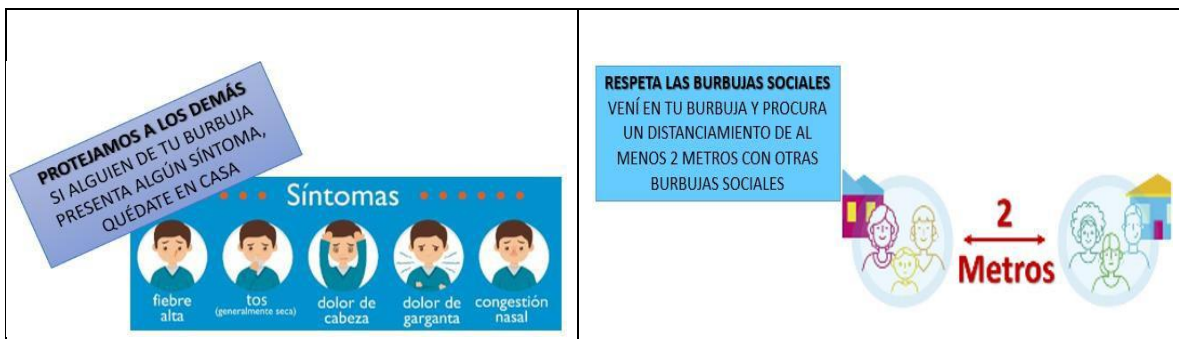 PROTEJAMOS A LOS DEMÁS
SI ALGUIEN DE TU BURBUJA
PRESENTA ALGÚN SÍNTOMA,
QUÉDATE EN CASA
Síntomas
fiebre
alta
tos
(generalmente seca)
dolor de
cabeza
dolor de
garganta
congestión
nasal
RESPETA LAS BURBUJAS SOCIALES
VENÍ EN TU BURBUJA Y PROCURA
UN DISTANCIAMIENTO DE AL
MENOS 2 METROS CON OTRAS
BURBUJAS SOCIALES
2
Metros